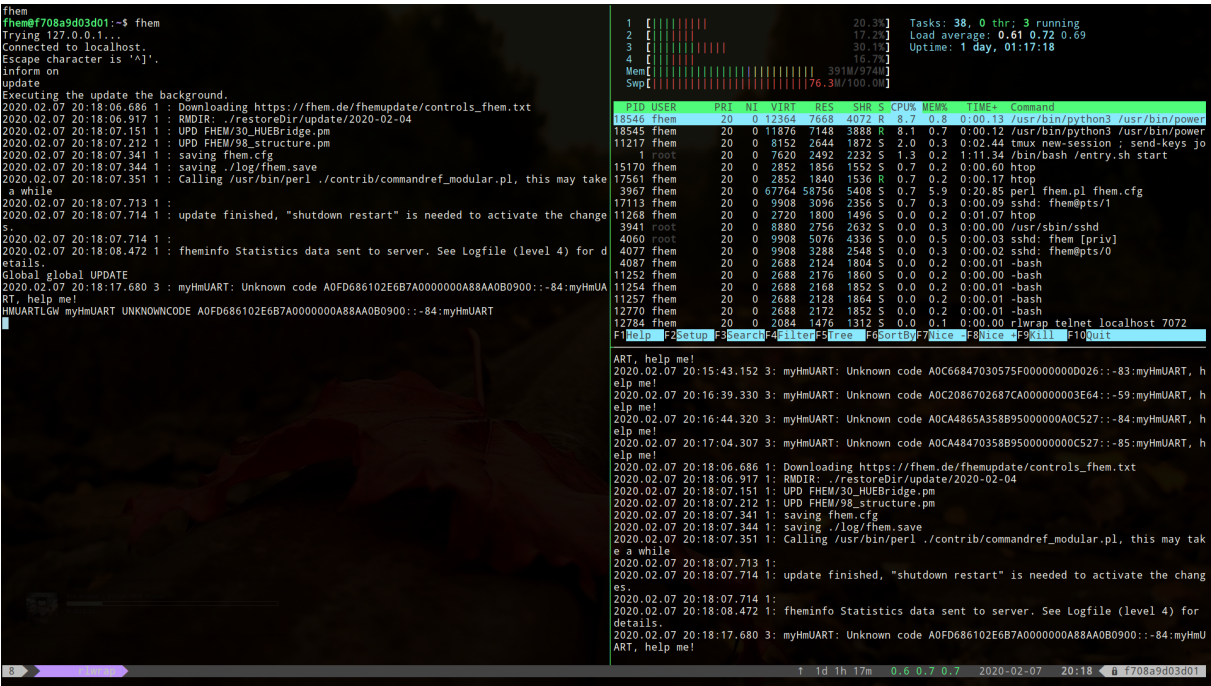 fhem
fhem@f708a9d03d01:~$ fhem
Trying 127.0.0.1...
Connected to localhost.
Escape character is '^]'.
inform on
update
Executing the update the background.
2020.02.07 20:18:06.686 1 : Downloading https://fhem.de/fhemupdate/controls_fhem.txt
2020.02.07 20:18:06.917 1 : RMDIR: ./restoreDir/update/2020-02-04
2020.02.07 20:18:07.151 1 : UPD FHEM/30_HUEBridge.pm
2020.02.07 20:18:07.212 1 : UPD FHEM/98_structure.pm
2020.02.07 20:18:07.341 1 : saving fhem.cfg
2020.02.07 20:18:07.344 1 : saving ./log/fhem.save
2020.02.07 20:18:07.351 1 : Calling /usr/bin/perl ./contrib/commandref_modular.pl, this may take
 a while
2020.02.07 20:18:07.713 1 :
2020.02.07 20:18:07.714 1 : update finished, "shutdown restart" is needed to activate the change
s.
2020.02.07 20:18:07.714 1 :
2020.02.07 20:18:08.472 1 : fheminfo Statistics data sent to server. See Logfile (level 4) for d
etails.
Global global UPDATE
2020.02.07 20:18:17.680 3 : myHmUART: Unknown code A0FD686102E6B7A0000000A88AA0B0900::-84:myHmUA
RT, help me!
HMUARTLGW myHmUART UNKNOWNCODE A0FD686102E6B7A0000000A88AA0B0900::-84:myHmUART
1 [||||||||| 20.3%] Tasks: 38, 0 thr; 3 running
2 [||||||| 17.2%] Load average: 0.61 0.72 0.69
3 [|||||||||||| 30.1%] Uptime: 1 day, 01:17:18
4 [||||||| 16.7%]
Mem[||||||||||||||||||||||||||| 391M/974M]
Swp[||||||||||||||||||||||||||76.3M/100.0M]
PID USER PRI NI VIRT RES SHR S CPU% MEM% TIME+ Command
18546 fhem 20 0 12364 7668 4072 R 8.7 0.8 0:00.13 /usr/bin/python3 /usr/bin/power
18545 fhem 20 0 11876 7148 3888 R 8.1 0.7 0:00.12 /usr/bin/python3 /usr/bin/power
11217 fhem 20 0 8152 2644 1872 S 2.0 0.3 0:02.44 tmux new-session ; send-keys jo
1 root 20 0 7620 2492 2232 S 1.3 0.2 1:11.34 /bin/bash /entry.sh start
15170 fhem 20 0 2852 1856 1552 S 0.7 0.2 0:00.60 htop
17561 fhem 20 0 2852 1840 1536 R 0.7 0.2 0:00.17 htop
3967 fhem 20 0 67764 58756 5408 S 0.7 5.9 0:20.85 perl fhem.pl fhem.cfg
17113 fhem 20 0 9908 3096 2356 S 0.7 0.3 0:00.09 sshd: fhem@pts/1
11268 fhem 20 0 2720 1800 1496 S 0.0 0.2 0:01.07 htop
3941 root 20 0 8880 2756 2632 S 0.0 0.3 0:00.00 /usr/sbin/sshd
4060 root 20 0 9908 5076 4336 S 0.0 0.5 0:00.03 sshd: fhem [priv]
4077 fhem 20 0 9908 3288 2548 S 0.0 0.3 0:00.02 sshd: fhem@pts/0
4087 fhem 20 0 2688 2124 1804 S 0.0 0.2 0:00.01 -bash
11252 fhem 20 0 2688 2176 1860 S 0.0 0.2 0:00.00 -bash
11254 fhem 20 0 2688 2168 1852 S 0.0 0.2 0:00.01 -bash
11257 fhem 20 0 2688 2128 1864 S 0.0 0.2 0:00.01 -bash
12770 fhem 20 0 2688 2172 1852 S 0.0 0.2 0:00.01 -bash
12784 fhem 20 0 2084 1476 1312 S 0.0 0.1 0:00.00 rlwrap telnet localhost 7072
F1Help F2Setup F3SearchF4FilterF5Tree F6SortByF7Nice -F8Nice +F9Kill F10Quit
ART, help me!
2020.02.07 20:15:43.152 3: myHmUART: Unknown code A0C66847030575F00000000D026::-83:myHmUART, h
elp me!
2020.02.07 20:16:39.330 3: myHmUART: Unknown code A0C2086702687CA000000003E64::-59:myHmUART, h
elp me!
2020.02.07 20:16:44.320 3: myHmUART: Unknown code A0CA4865A358B95000000A0C527::-84:myHmUART, h
elp me!
2020.02.07 20:17:04.307 3: myHmUART: Unknown code A0CA48470358B9500000000C527::-85:myHmUART, h
elp me!
2020.02.07 20:18:06.686 1: Downloading https://fhem.de/fhemupdate/controls_fhem.txt
2020.02.07 20:18:06.917 1: RMDIR: ./restoreDir/update/2020-02-04
2020.02.07 20:18:07.151 1: UPD FHEM/30_HUEBridge.pm
2020.02.07 20:18:07.212 1: UPD FHEM/98_structure.pm
2020.02.07 20:18:07.341 1: saving fhem.cfg
2020.02.07 20:18:07.344 1: saving ./log/fhem.save
2020.02.07 20:18:07.351 1: Calling /usr/bin/perl ./contrib/commandref_modular.pl, this may tak
e a while
2020.02.07 20:18:07.713 1:
2020.02.07 20:18:07.714 1: update finished, "shutdown restart" is needed to activate the chang
es.
2020.02.07 20:18:07.714 1:
2020.02.07 20:18:08.472 1: fheminfo Statistics data sent to server. See Logfile (level 4) for
details.
2020.02.07 20:18:17.680 3: myHmUART: Unknown code A0FD686102E6B7A0000000A88AA0B0900::-84:myHmU
ART, help me!
8 rlwrap ↑ 1d 1h 17m 0.6 0.7 0.7 2020-02-07 20:18 f708a9d03d01